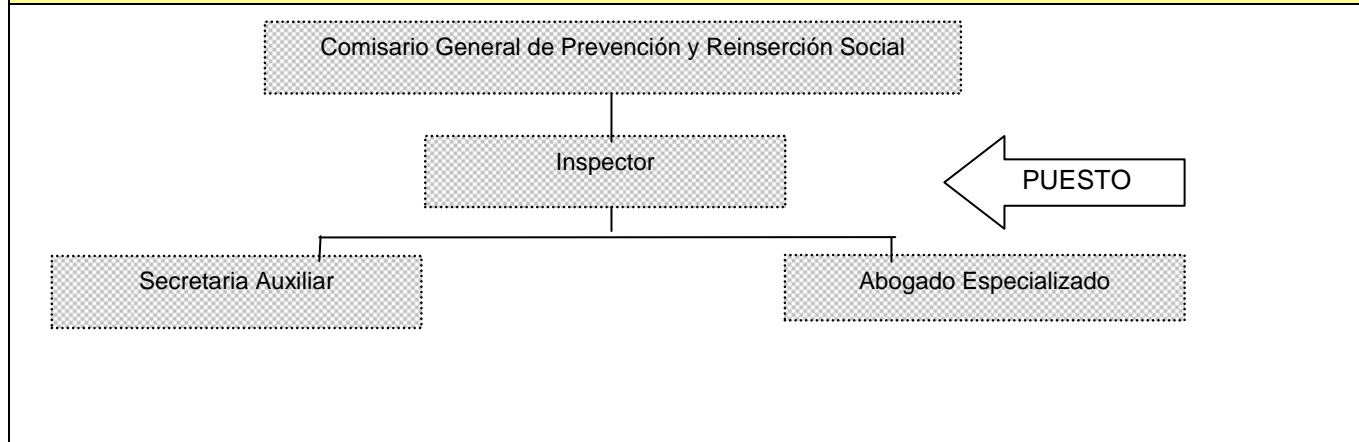 Comisario General de Prevención y Reinserción Social
Inspector
PUESTO
Secretaria Auxiliar
Abogado Especializado